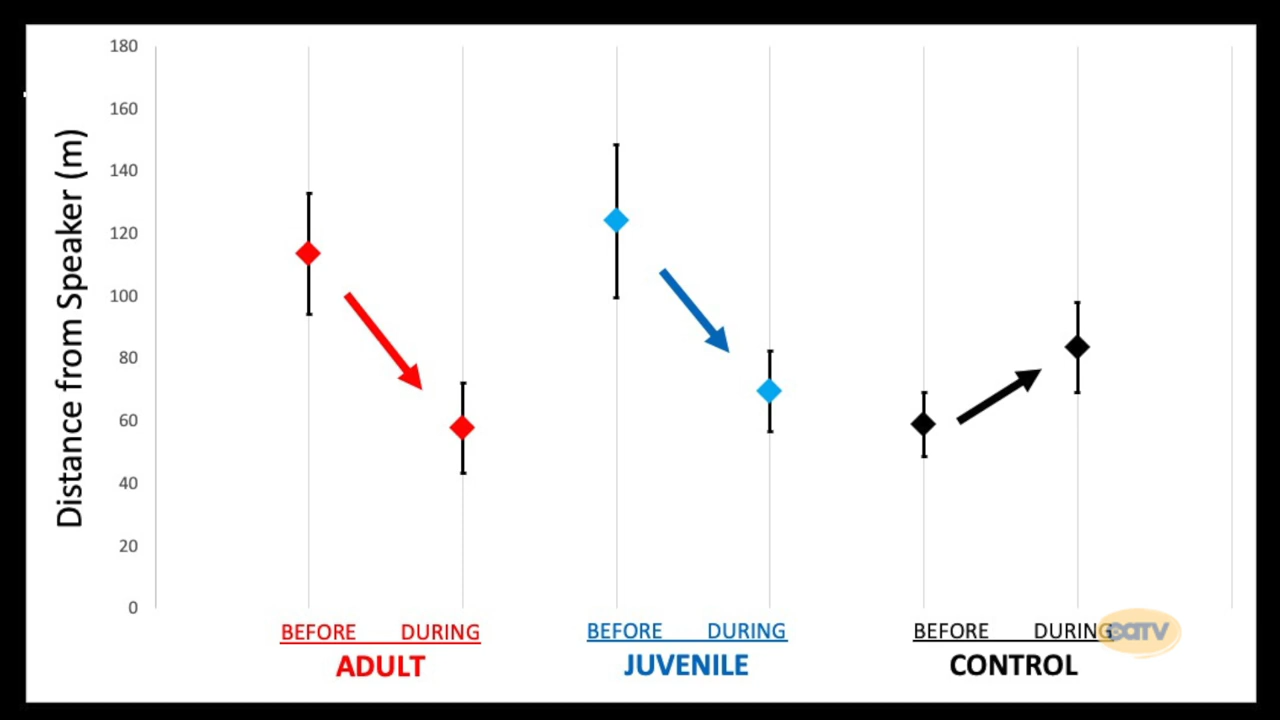 180
160
140
120
100
80
60
40
20
0
Distance from Speaker (m)
BEFORE DURING
ADULT
BEFORE DURING
JUVENILE
BEFORE DURING
CONTROL